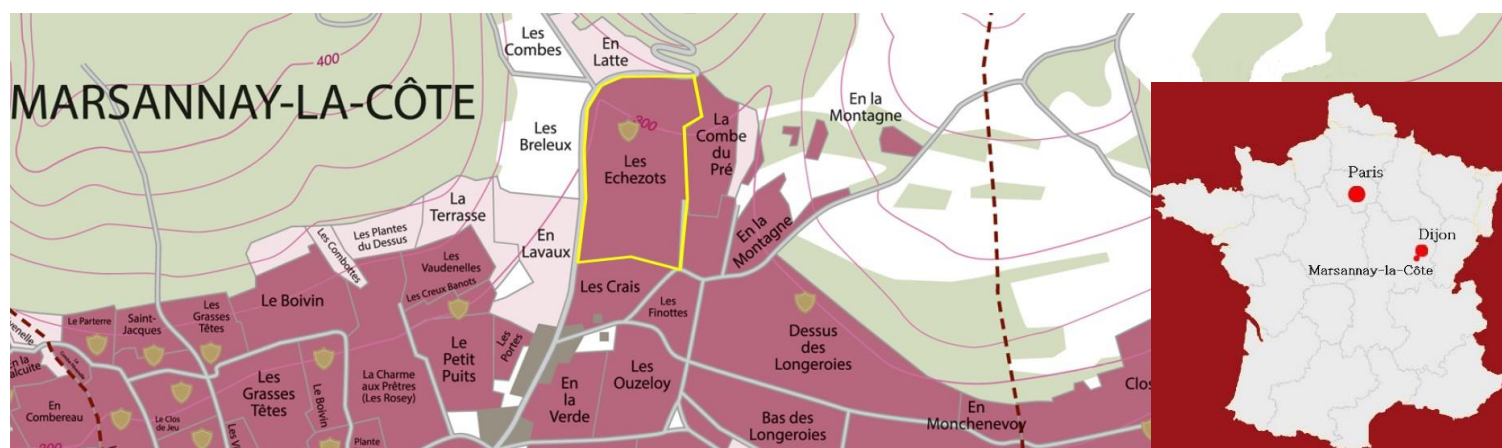 400
MARSANNAY-LA-CÔTE
Les
Combes
En
Latte
Les
Breleux
300
Les
Echezots
La
Combe
du
Pré
En la
Montagne
La
Terrasse
Les Plantes
du Dessus
Les Combottes
En
Lavaux
En la
Montagne
Les
Vaudenelles
Les Creux Banots
Le Boivin
Les
Grasses
Têtes
Saint-
Jacques
Le Parterre
Les Crais
Les
Finottes
Dessus
des
Longeroies
Le
Petit
Puits
Les
Portes
La Charme
aux Prêtres
(Les Rosey)
Les
Grasses
Têtes
Le Boivin
En
la
Verde
Les
Ouzeloy
Bas des
Longeroies
En
Monchenevoy
Clos
En
Combereau
Le Clos
de Jeu
Plante
300
Paris
Dijon
Marsannay-la-Côte